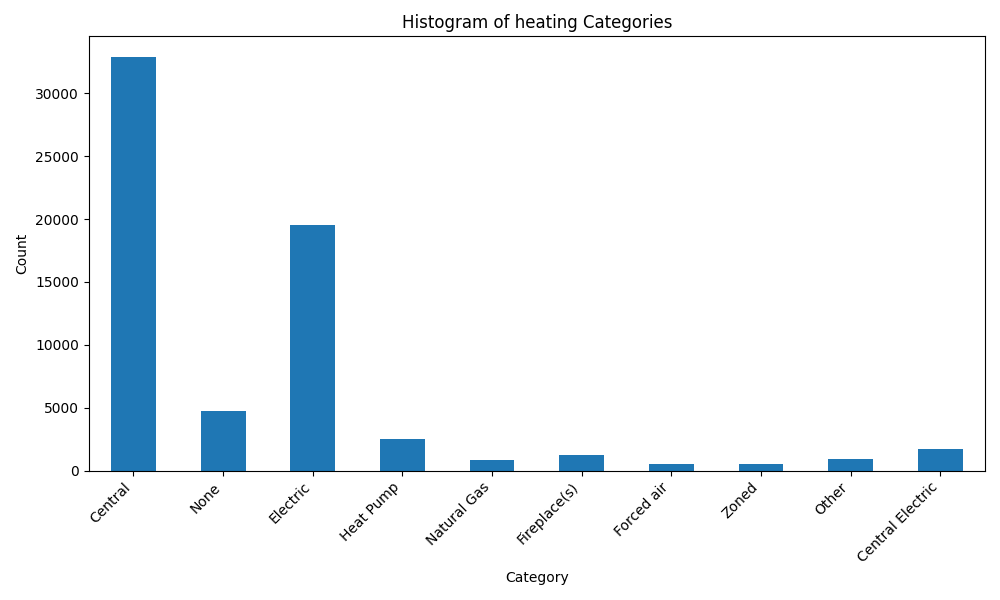 Histogram of heating Categories
Count
30000
25000
20000
15000
10000
5000
0
Central
None
Electric
Heat Pump
Natural Gas
Fireplace(s)
Forced air
Zoned
Other
Central Electric
Category